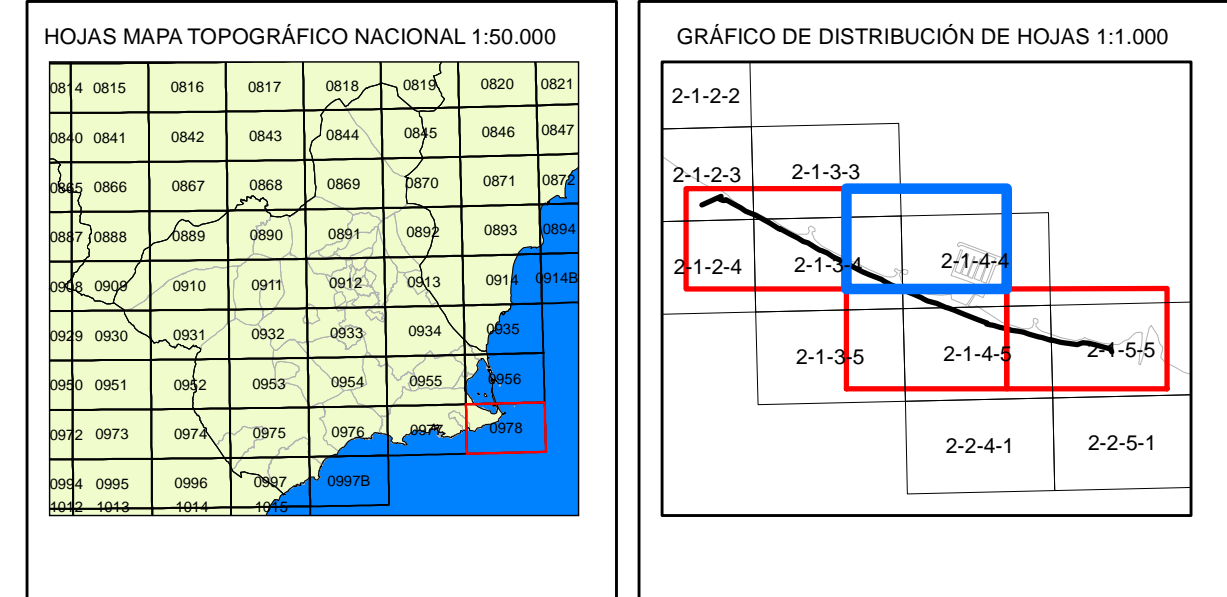 HOJAS MAPA TOPOGRÁFICO NACIONAL 1:50.000
0814 0815 0816 0817 0818 0819 0820 0821
0840 0841 0842 0843 0844 0845 0846 0847
0865 0866 0867 0868 0869 0870 0871 0872
0887 0888 0889 0890 0891 0892 0893 0894
0908 0909 0910 0911 0912 0913 0914 0914B
0929 0930 0931 0932 0933 0934 0935
0950 0951 0952 0953 0954 0955 0956
0972 0973 0974 0975 0976 0977 0978
0994 0995 0996 0997 0997B
1012 1013 1014 1015
GRÁFICO DE DISTRIBUCIÓN DE HOJAS 1:1.000
2-1-2-2
2-1-2-3 2-1-3-3
2-1-2-4 2-1-3-4 2-1-4-4
2-1-3-5 2-1-4-5 2-1-5-5
2-2-4-1 2-2-5-1